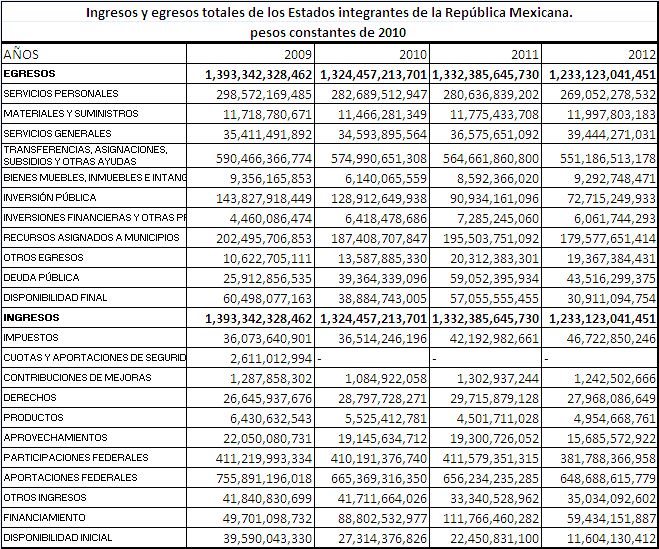 Ingresos y egresos totales de los Estados integrantes de la República Mexicana.
pesos constantes de 2010
AÑOS 2009 2010 2011 2012
EGRESOS 1,393,342,328,462 1,324,457,213,701 1,332,385,645,730 1,233,123,041,451
SERVICIOS PERSONALES 298,572,169,485 282,689,512,947 280,636,839,202 269,052,278,532
MATERIALES Y SUMINISTROS 11,718,780,671 11,466,281,349 11,775,433,708 11,997,803,183
SERVICIOS GENERALES 35,411,491,892 34,593,895,564 36,575,651,092 39,444,271,031
TRANSFERENCIAS, ASIGNACIONES,
SUBSIDIOS Y OTRAS AYUDAS 590,466,366,774 574,990,651,308 564,661,860,800 551,186,513,178
BIENES MUEBLES, INMUEBLES E INTANG 9,356,165,853 6,140,065,559 8,592,366,020 9,292,748,471
INVERSIÓN PÚBLICA 143,827,918,449 128,912,649,938 90,934,161,096 72,715,249,933
INVERSIONES FINANCIERAS Y OTRAS PR 4,460,086,474 6,418,478,686 7,285,245,060 6,061,744,293
RECURSOS ASIGNADOS A MUNICIPIOS 202,495,706,853 187,408,707,847 195,503,751,092 179,577,651,414
OTROS EGRESOS 10,622,705,111 13,587,885,330 20,312,383,301 19,367,384,431
DEUDA PÚBLICA 25,912,856,535 39,364,339,096 59,052,395,934 43,516,299,375
DISPONIBILIDAD FINAL 60,498,077,163 38,884,743,005 57,055,555,455 30,911,094,754
INGRESOS 1,393,342,328,462 1,324,457,213,701 1,332,385,645,730 1,233,123,041,451
IMPUESTOS 36,073,640,901 36,514,246,196 42,192,982,661 46,722,850,246
CUOTAS Y APORTACIONES DE SEGURID 2,611,012,994 - - -
CONTRIBUCIONES DE MEJORAS 1,287,858,302 1,084,922,058 1,302,937,244 1,242,502,666
DERECHOS 26,645,937,676 28,797,728,271 29,715,879,128 27,968,086,649
PRODUCTOS 6,430,632,543 5,525,412,781 4,501,711,028 4,954,668,761
APROVECHAMIENTOS 22,050,080,731 19,145,634,712 19,300,726,052 15,685,572,922
PARTICIPACIONES FEDERALES 411,219,993,334 410,191,376,740 411,579,351,315 381,788,366,958
APORTACIONES FEDERALES 755,891,196,018 665,369,316,350 656,234,235,285 648,688,615,779
OTROS INGRESOS 41,840,830,699 41,711,664,026 33,340,528,962 35,034,092,602
FINANCIAMIENTO 49,701,098,732 88,802,532,977 111,766,460,282 59,434,151,887
DISPONIBILIDAD INICIAL 39,590,043,330 27,314,376,826 22,450,831,100 11,604,130,412